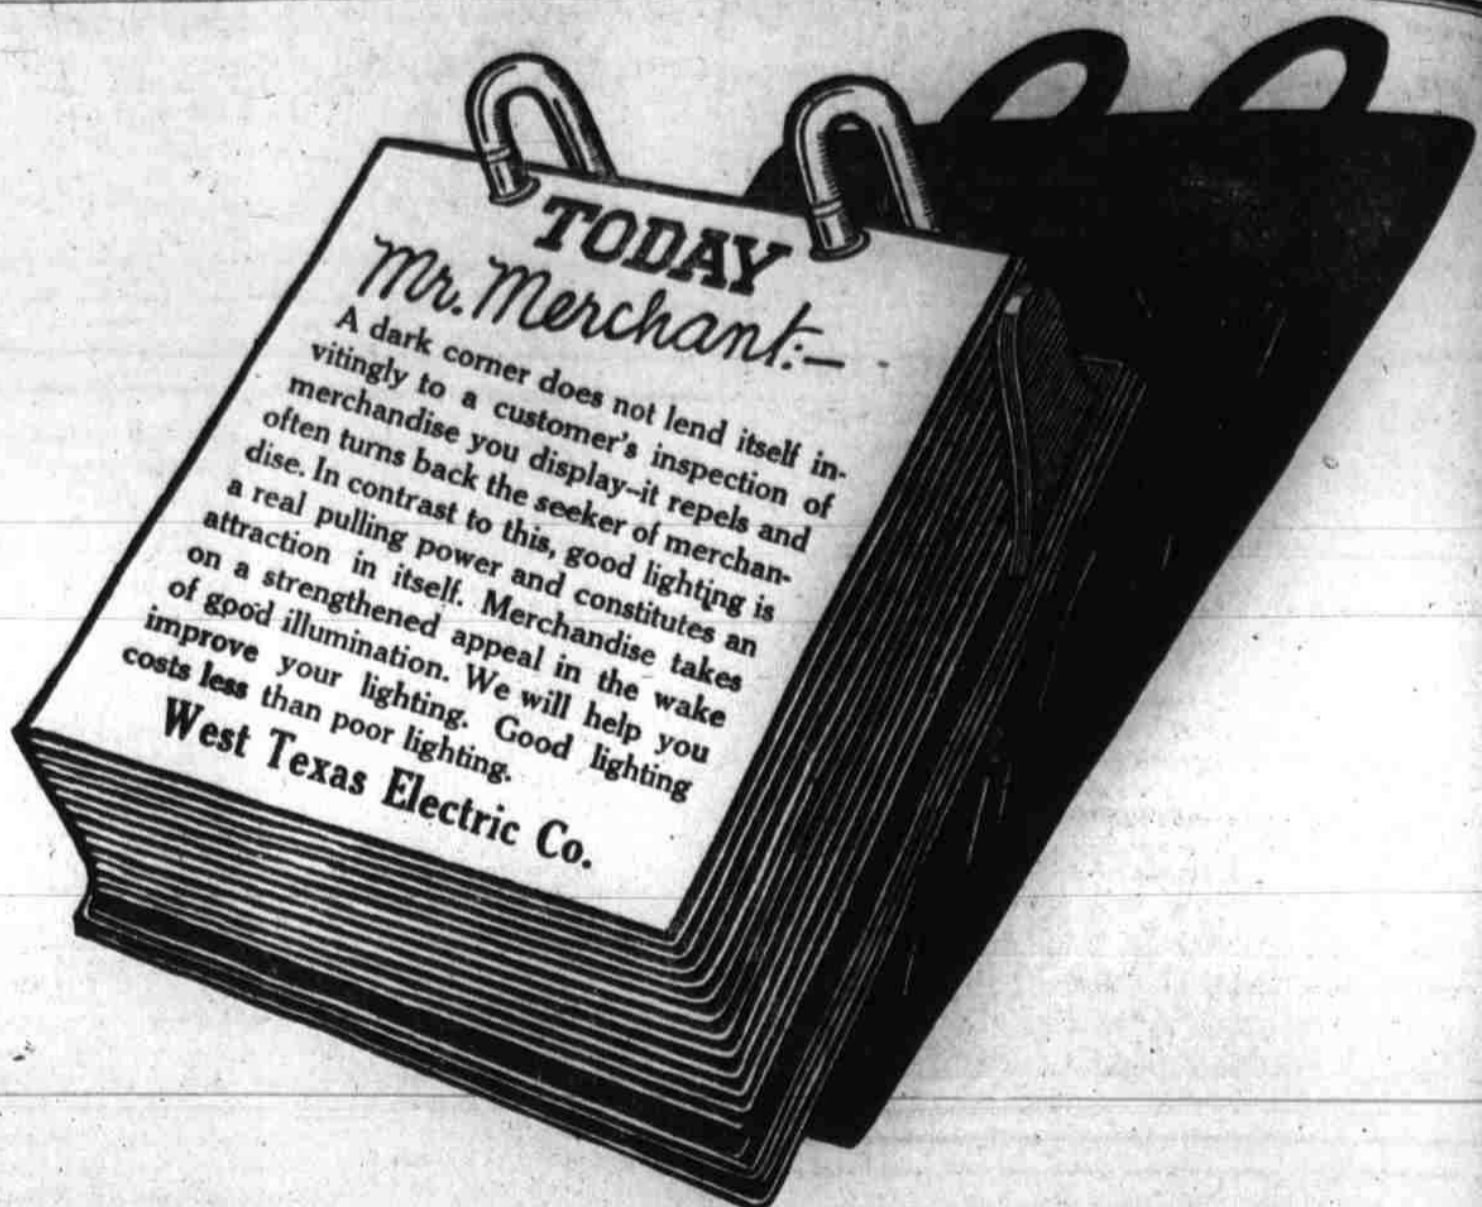 TODAY
Mr. Merchant:—
A dark corner does not lend itself in-
vitingly to a customer's inspection of
merchandise you display–it repels and
often turns back the seeker of merchan-
dise. In contrast to this, good lighting is
a real pulling power and constitutes an
attraction in itself. Merchandise takes
on a strengthened appeal in the wake
of good illumination. We will help you
improve your lighting. Good lighting
costs less than poor lighting.
West Texas Electric Co.